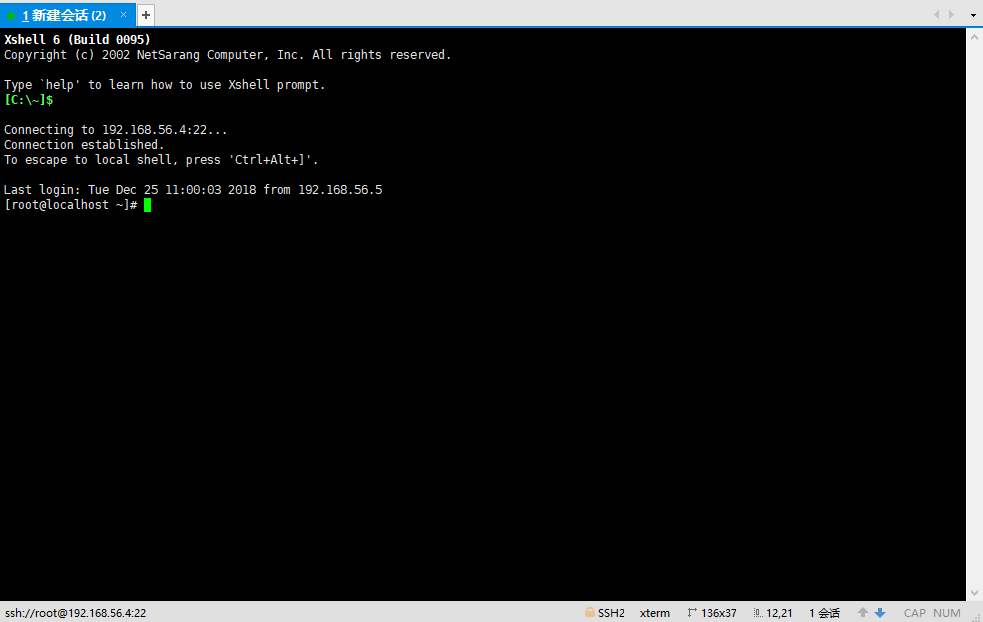 1 新建会话 (2) × +
Xshell 6 (Build 0095)
Copyright (c) 2002 NetSarang Computer, Inc. All rights reserved.
Type `help' to learn how to use Xshell prompt.
[C:\~]$
Connecting to 192.168.56.4:22...
Connection established.
To escape to local shell, press 'Ctrl+Alt+]'.
Last login: Tue Dec 25 11:00:03 2018 from 192.168.56.5
[root@localhost ~]#
ssh://root@192.168.56.4:22 SSH2 xterm 136x37 12,21 1 会话 CAP NUM